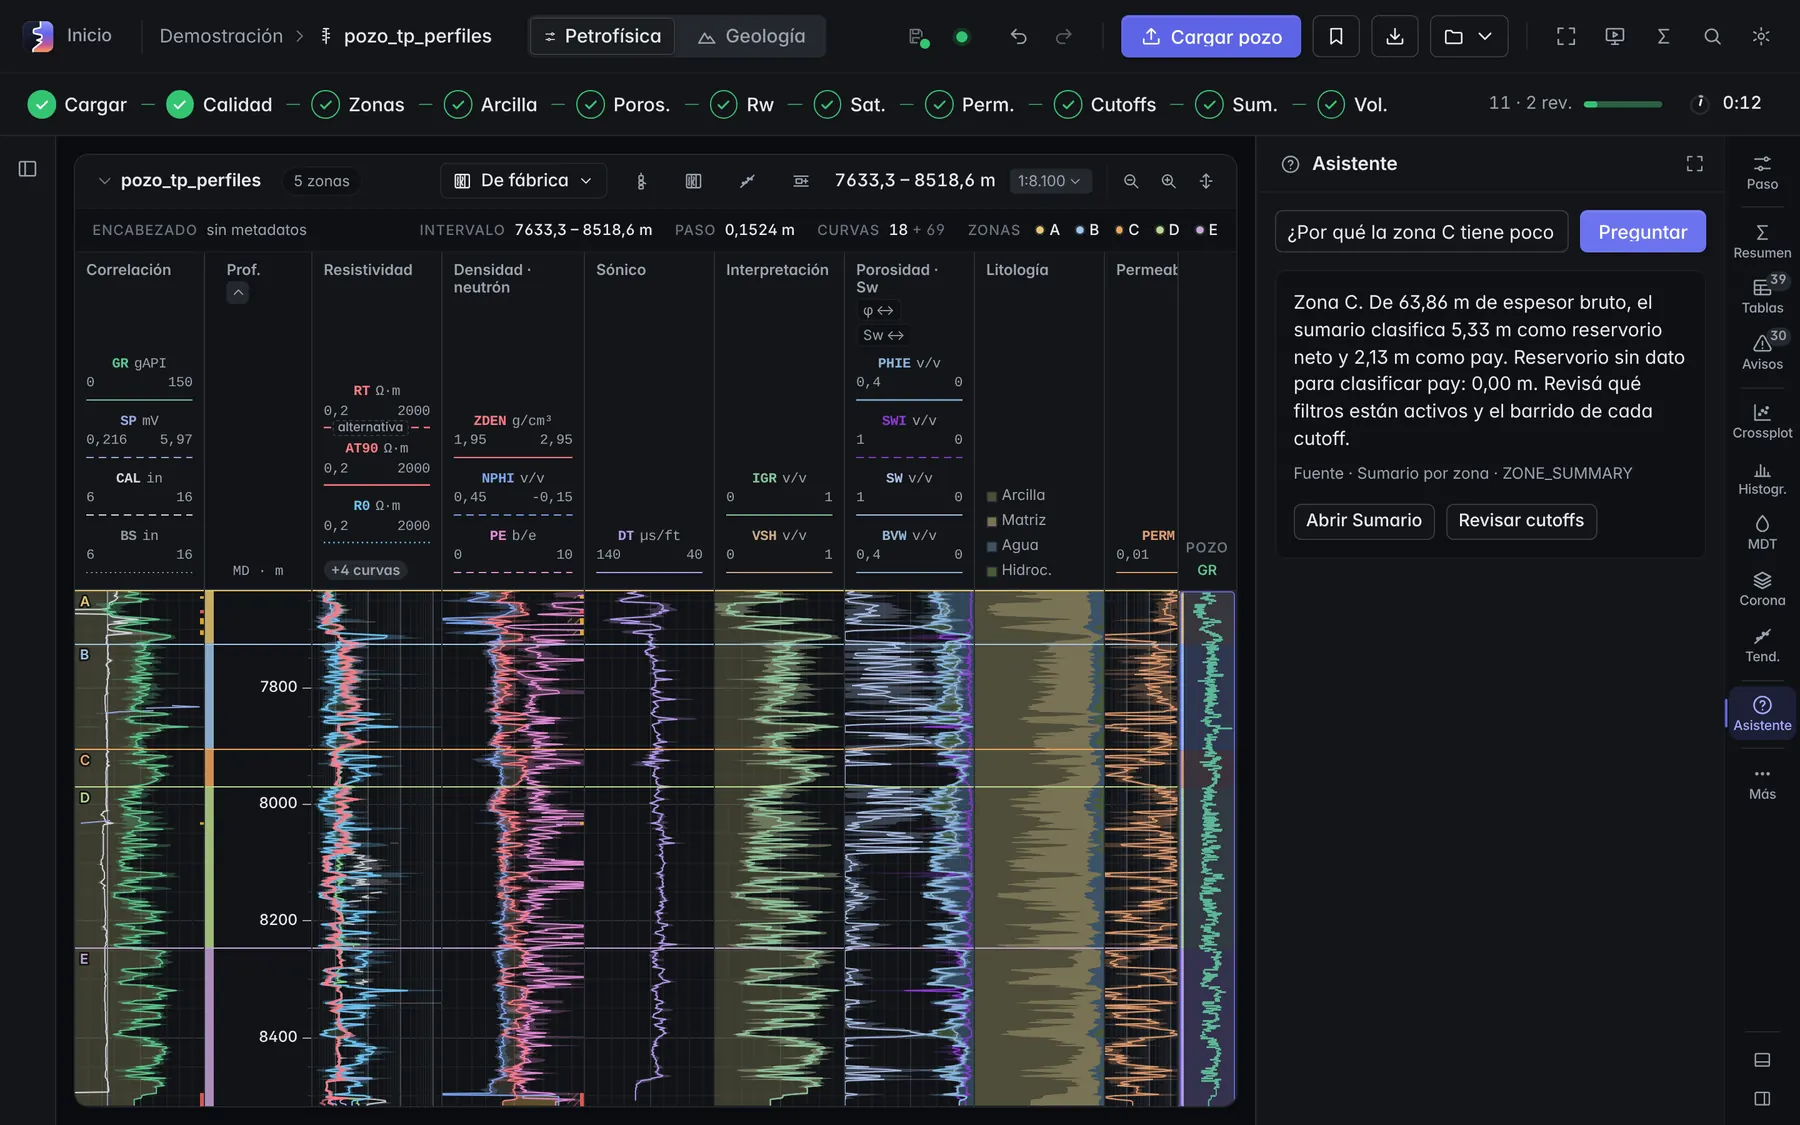 Inicio
Demostración
pozo_tp_perfiles
Petrofísica
Geología
Cargar pozo
Cargar
Calidad
Zonas
Arcilla
Poros.
Rw
Sat.
Perm.
Cutoffs
Sum.
Vol.
11 · 2 rev.
0:12
pozo_tp_perfiles
5 zonas
De fábrica
7633,3 – 8518,6 m
1:8.100
ENCABEZADO sin metadatos
INTERVALO 7633,3 – 8518,6 m
PASO 0,1524 m
CURVAS 18 + 69
ZONAS A B C D E
Correlación
GR gAPI
0 150
SP mV
0,216 5,97
CAL in
6 16
BS in
6 16
Prof.
MD · m
Resistividad
RT Ω·m
0,2 2000
alternativa
AT90 Ω·m
0,2 2000
R0 Ω·m
0,2 2000
+4 curvas
Densidad ·
neutrón
ZDEN g/cm³
1,95 2,95
NPHI v/v
0,45 -0,15
PE b/e
0 10
Sónico
DT µs/ft
140 40
Interpretación
IGR v/v
0 1
VSH v/v
0 1
Porosidad ·
Sw
φ ↔
Sw ↔
PHIE v/v
0,4 0
SWI v/v
1 0
SW v/v
1 0
BVW v/v
0,4 0
Litología
Arcilla
Matriz
Agua
Hidroc.
Permeab
PERM
0,01
POZO
GR
A
B
C
D
E
7800
8000
8200
8400
Asistente
¿Por qué la zona C tiene poco
Preguntar
Zona C. De 63,86 m de espesor bruto, el
sumario clasifica 5,33 m como reservorio
neto y 2,13 m como pay. Reservorio sin dato
para clasificar pay: 0,00 m. Revisá qué
filtros están activos y el barrido de cada
cutoff.
Fuente · Sumario por zona · ZONE_SUMMARY
Abrir Sumario
Revisar cutoffs
Paso
Resumen
39
Tablas
30
Avisos
Crossplot
Histogr.
MDT
Corona
Tend.
Asistente
Más